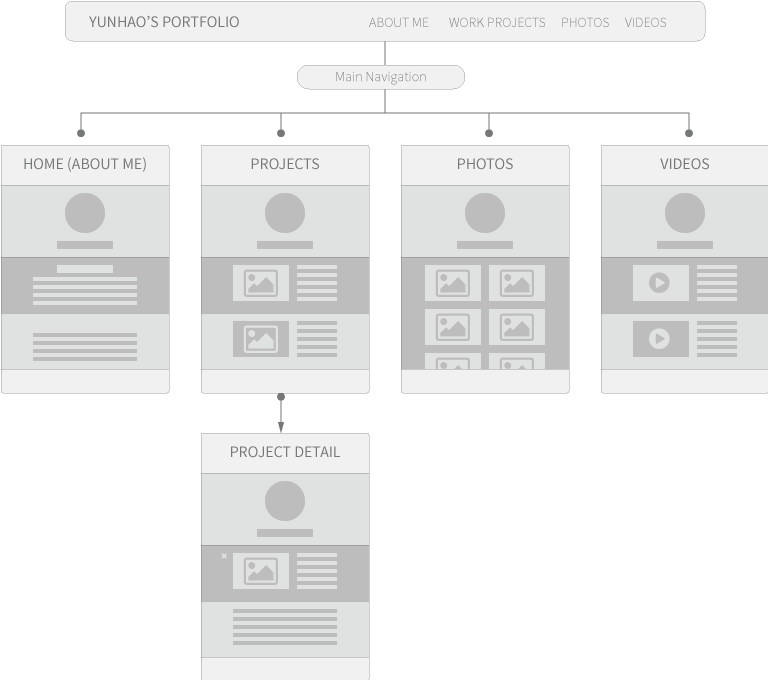 YUNHAO'S PORTFOLIO ABOUT ME WORK PROJECTS PHOTOS VIDEOS
Main Navigation
HOME (ABOUT ME) PROJECTS PHOTOS VIDEOS
PROJECT DETAIL